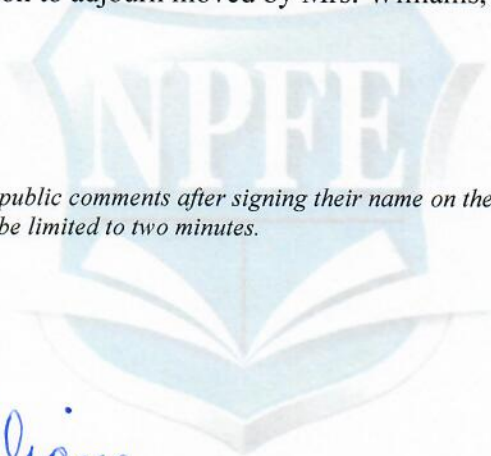 on to adjourn moved by Mrs. Williams,
NPFE
public comments after signing their name on the
be limited to two minutes.